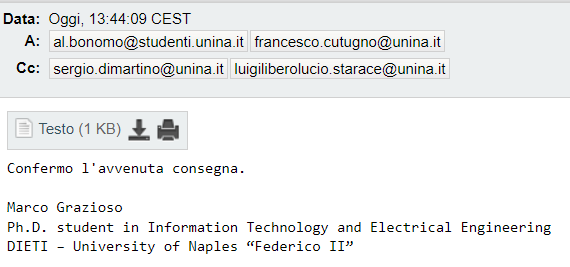 Data: Oggi, 13:44:09 CEST
A: al.bonomo@studenti.unina.it francesco.cutugno@unina.it
Cc: sergio.dimartino@unina.it luigiliberolucio.starace@unina.it
Testo (1 KB)
Confermo l'avvenuta consegna.
Marco Grazioso
Ph.D. student in Information Technology and Electrical Engineering
DIETI – University of Naples “Federico II”